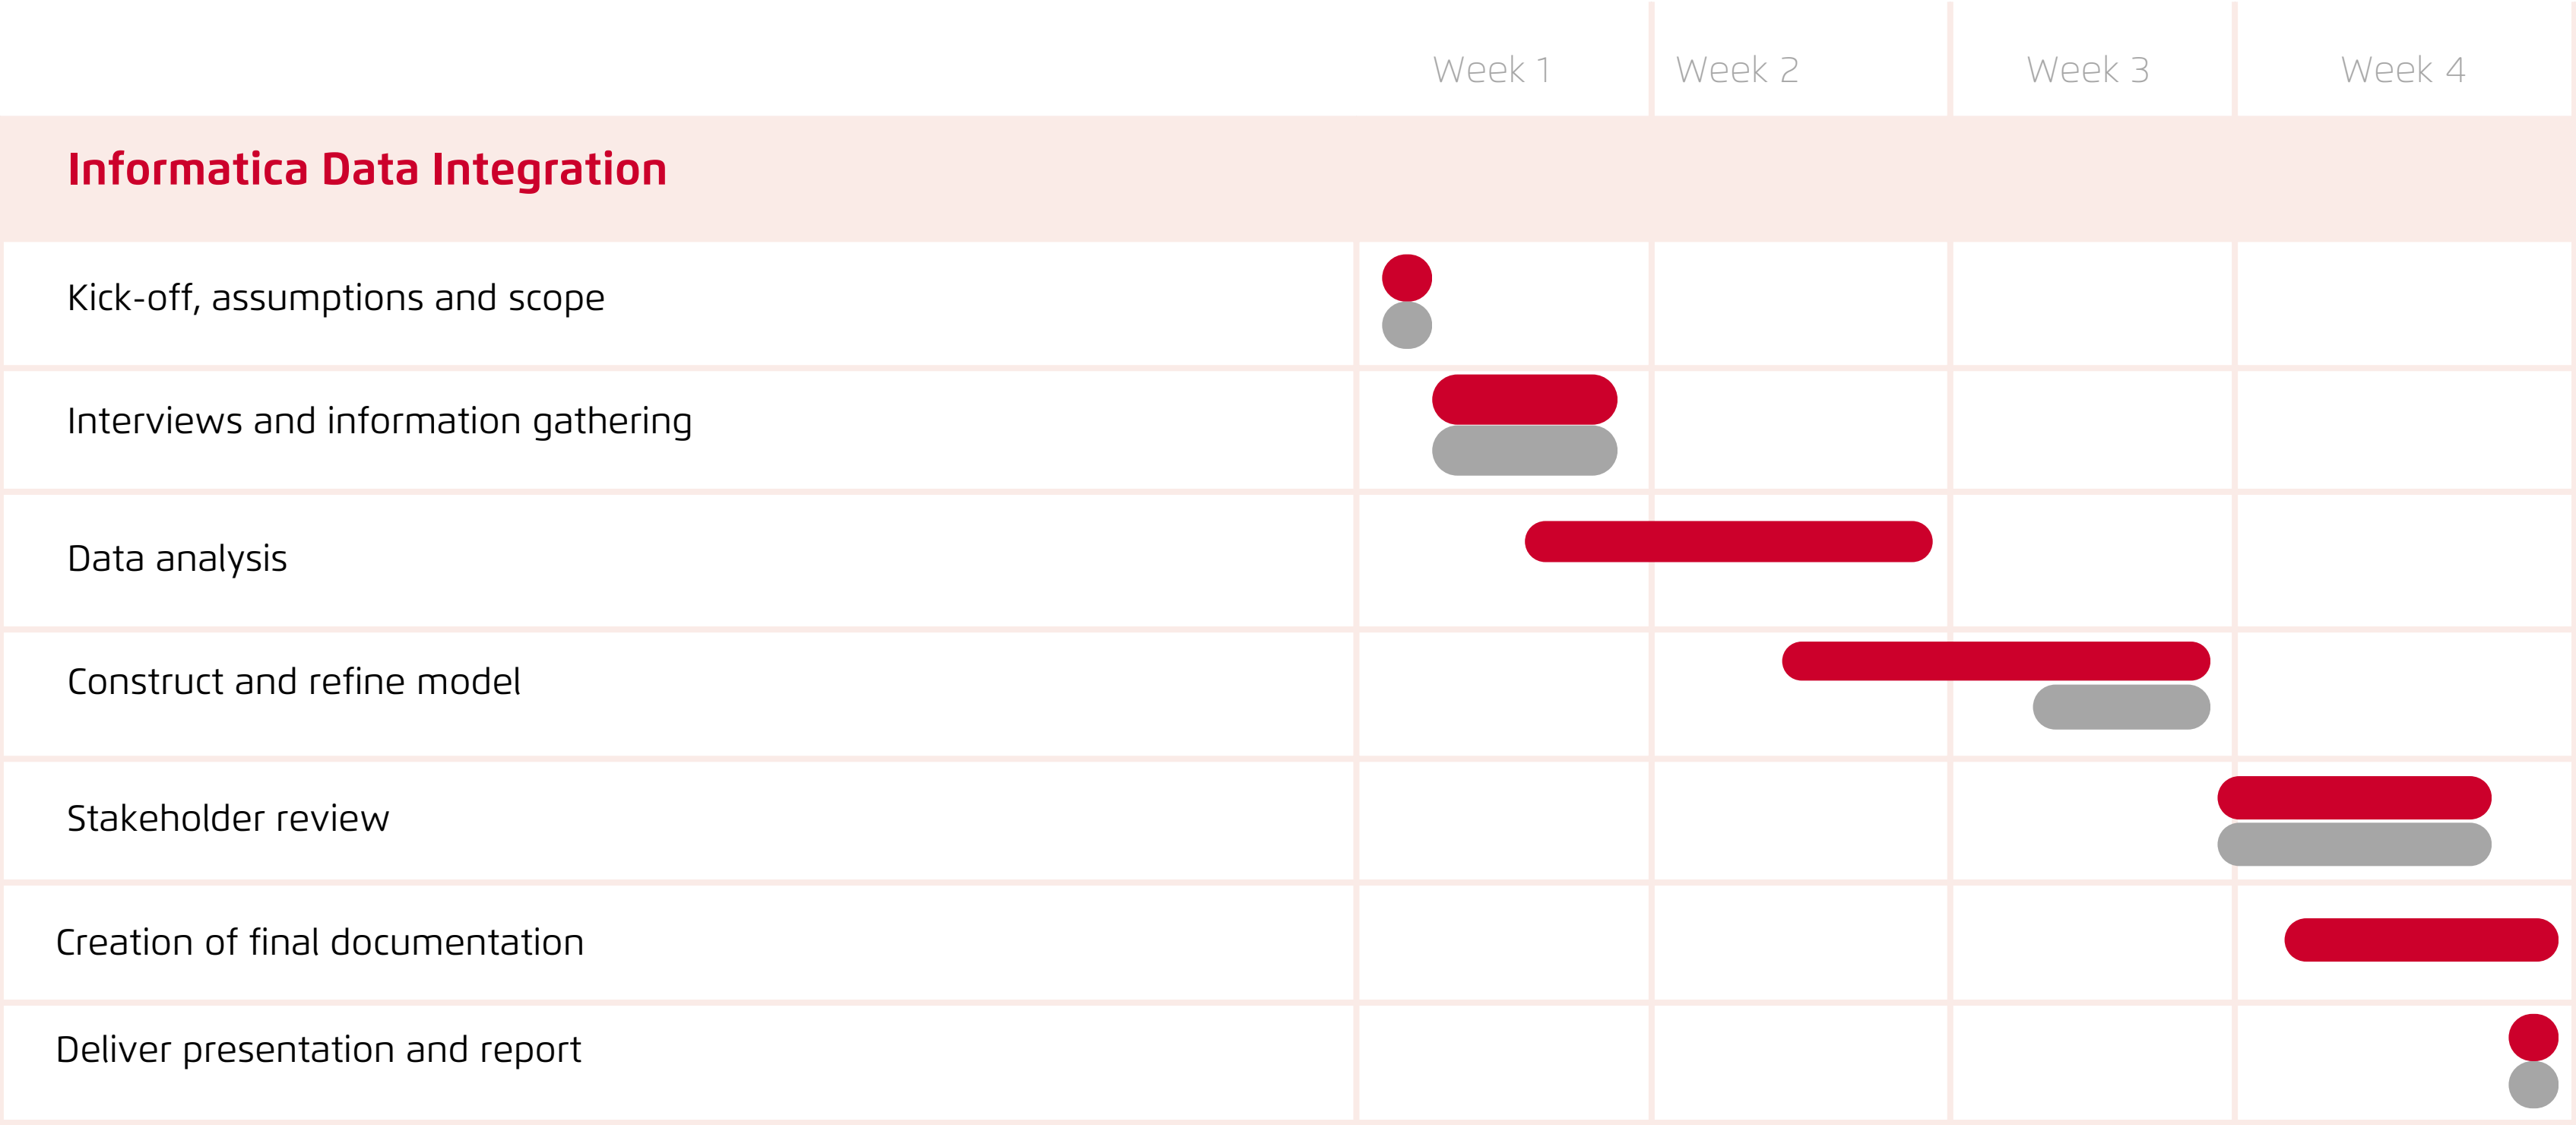 Week 1
Week 2
Week 3
Week 4
Informatica Data Integration
Kick-off, assumptions and scope
Interviews and information gathering
Data analysis
Construct and refine model
Stakeholder review
Creation of final documentation
Deliver presentation and report